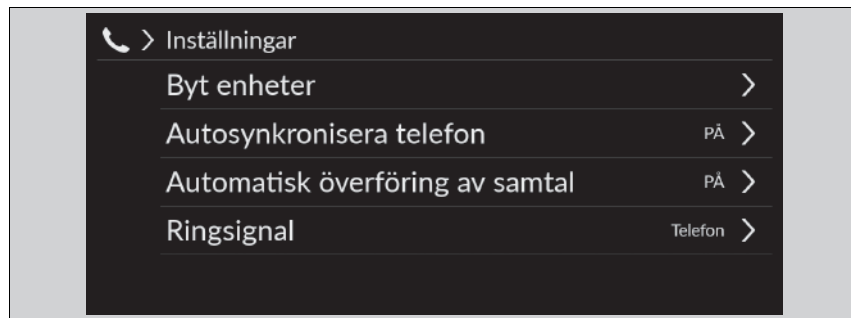 Inställningar
Byt enheter
Autosynkronisera telefon PÅ
Automatisk överföring av samtal PÅ
Ringsignal Telefon